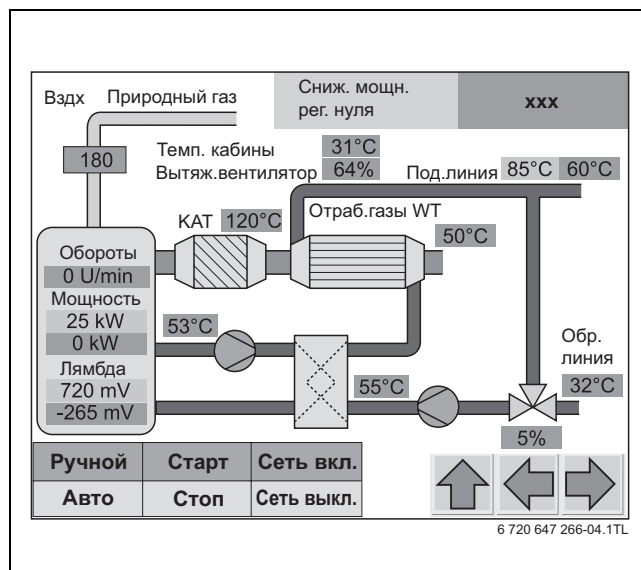 Сниж. мощн.
рег. нуля
xxx
Вздх Природный газ
180
Темп. кабины 31°C
Вытяж.вентилятор 64%
Под.линия 85°C 60°C
КАТ 120°C
Отраб.газы WT
50°C
Обороты
0 U/min
Мощность
25 kW
0 kW
Лямбда
720 mV
-265 mV
53°C
55°C
Обр.
линия
32°C
5%
Ручной Старт Сеть вкл.
Авто Стоп Сеть выкл.
6 720 647 266-04.1TL